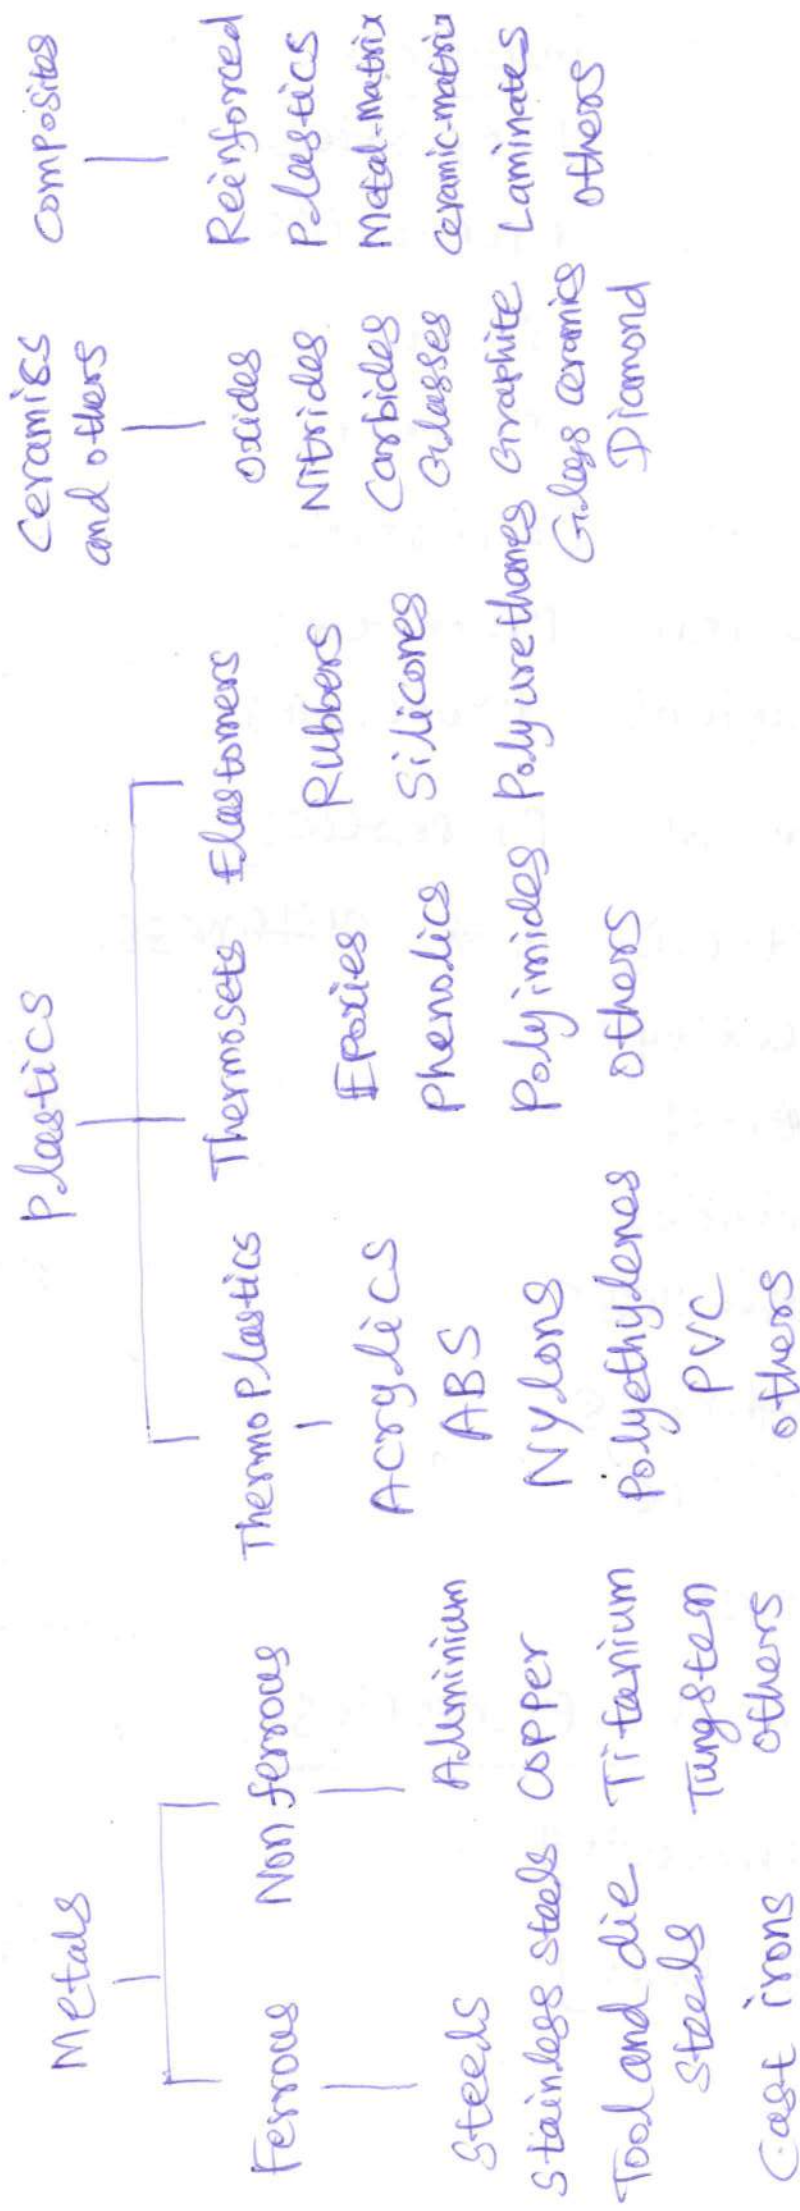 Metals
Ferrous
Steels
Stainless steels
Tool and die
steels
Cast irons
Non ferrous
Aluminium
Copper
Titanium
Tungsten
others
Plastics
Thermo Plastics
Acrylics
ABS
Nylons
Polyethylenes
PVC
others
Thermosets
Epoxies
Phenolics
Polyimides
others
Elastomers
Rubbers
Silicones
Polyurethanes
Ceramics
and others
Oxides
Nitrides
Carbides
Glasses
Graphite
Glass ceramics
Diamond
Composites
Reinforced
Plastics
Metal-Matrix
Ceramic-matrix
Laminates
others